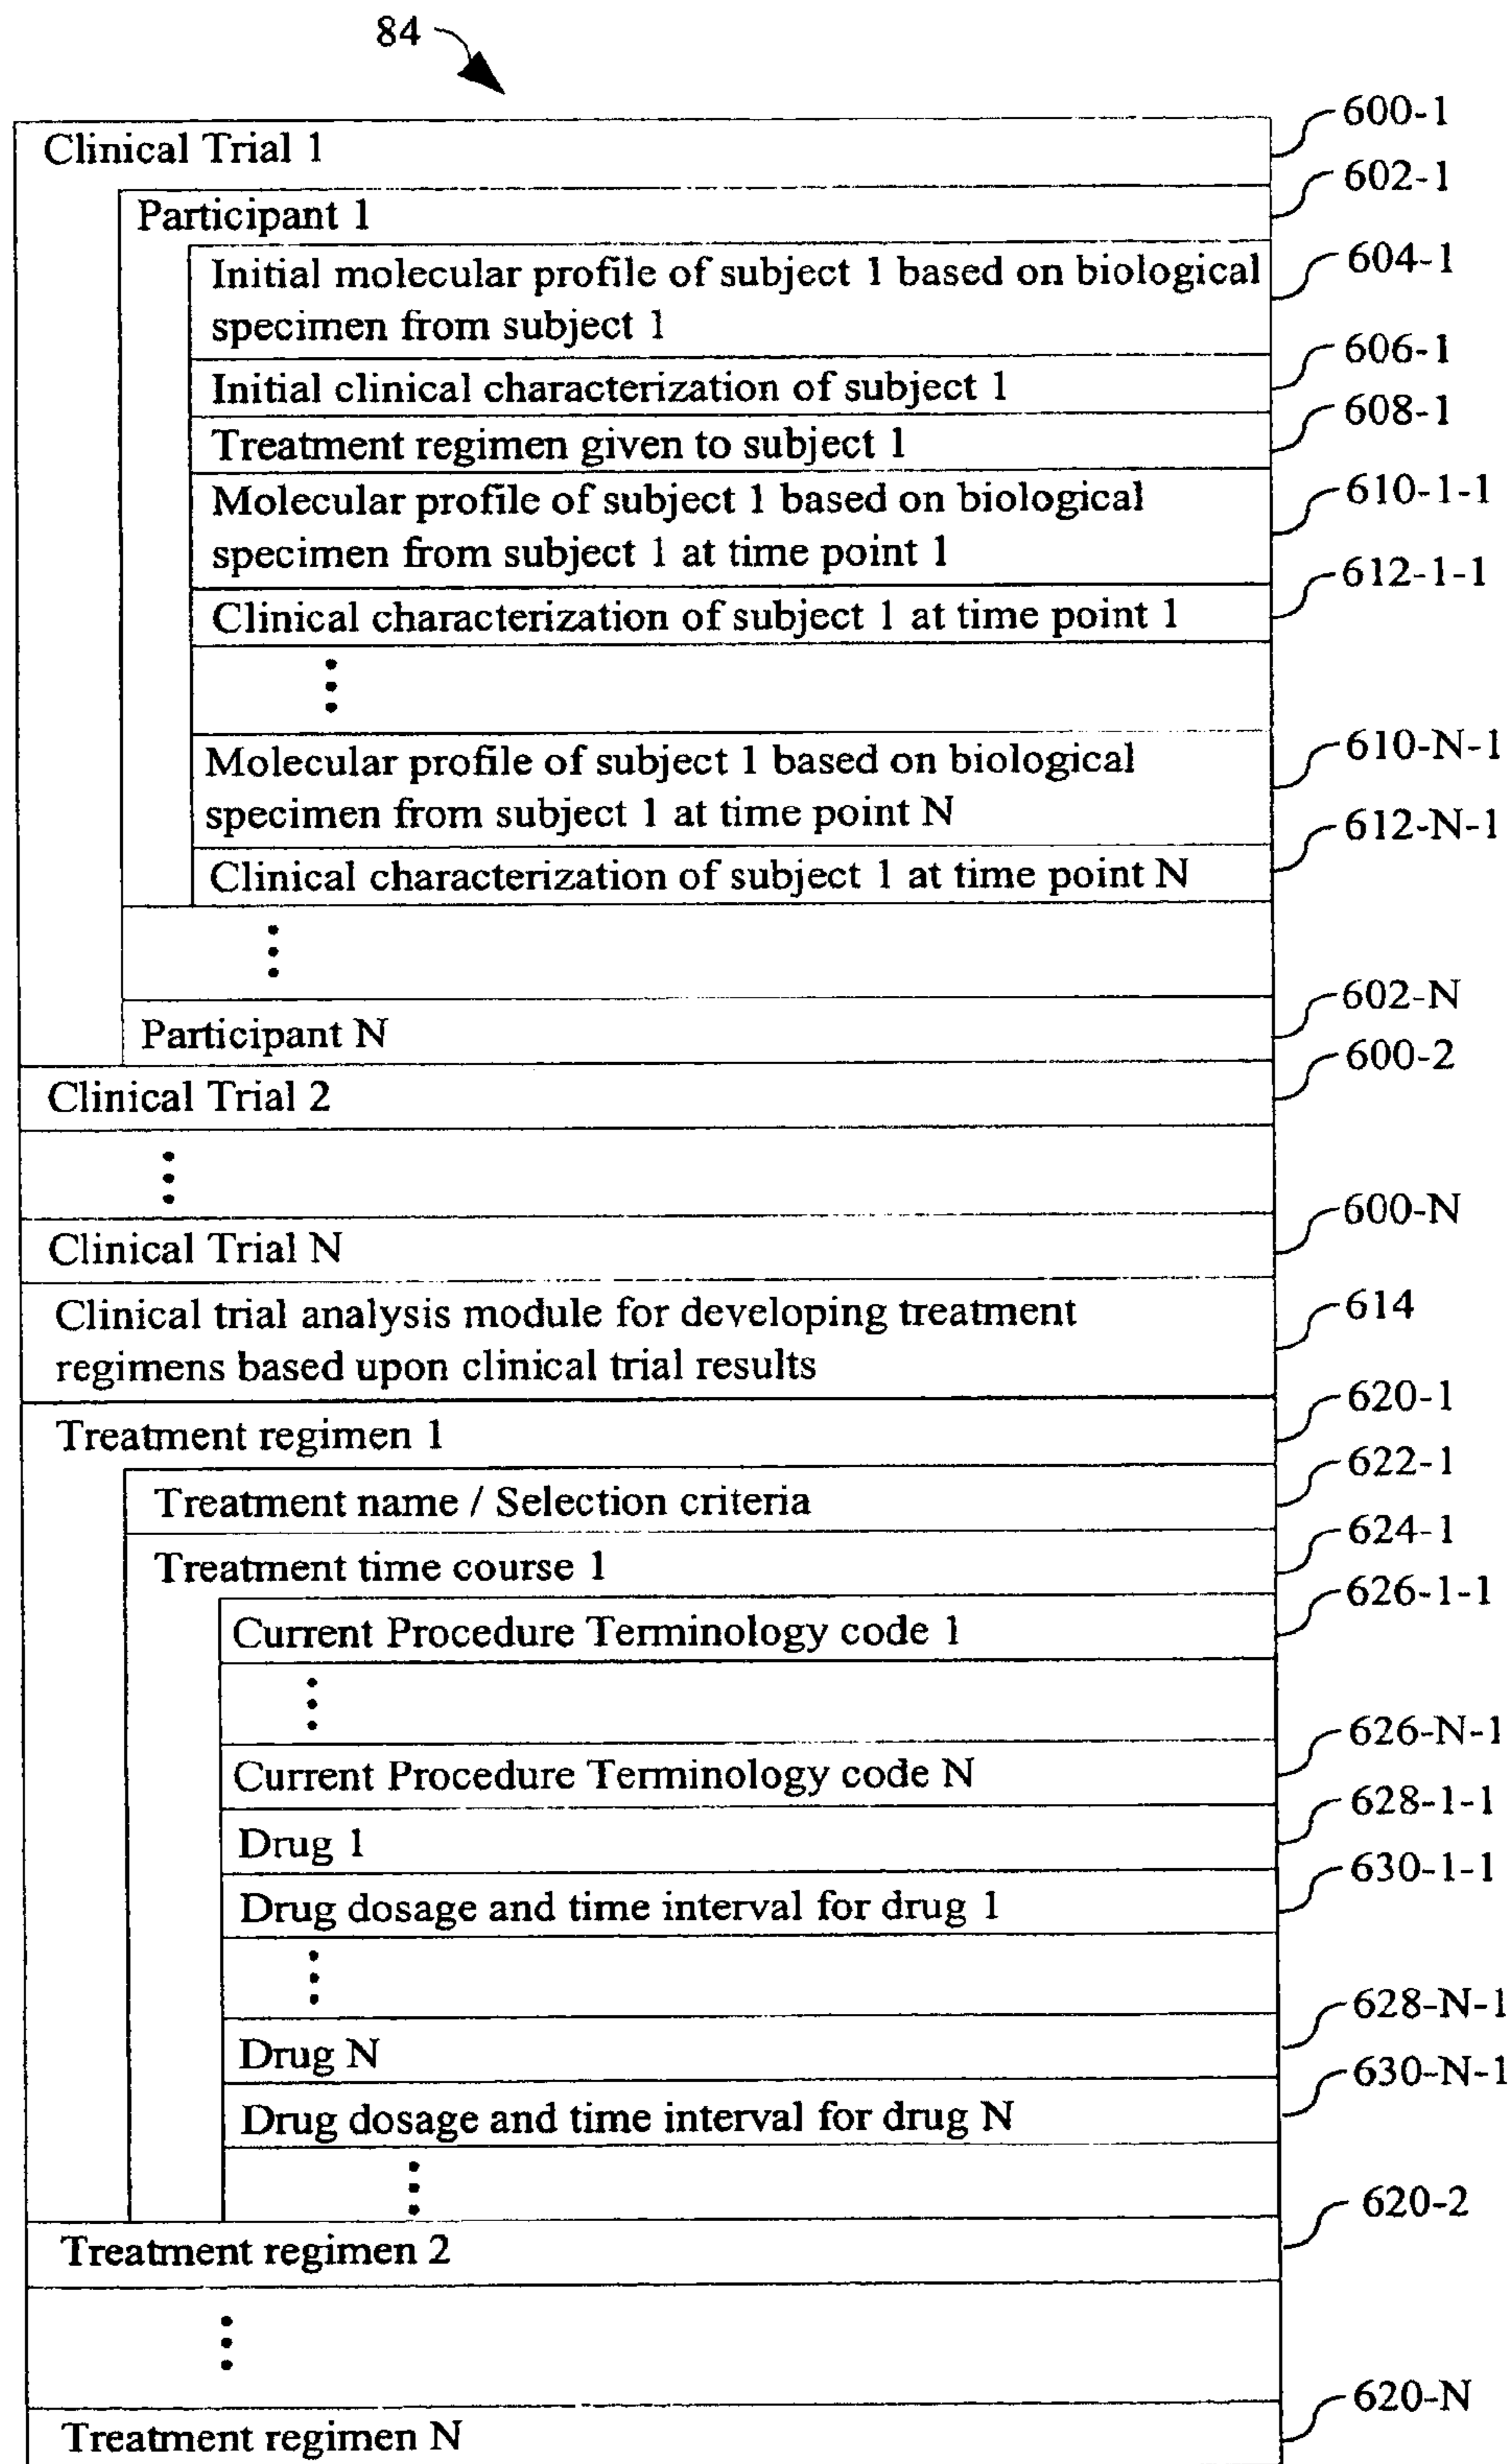 84
Clinical Trial 1
600-1
Participant 1
602-1
Initial molecular profile of subject 1 based on biological
specimen from subject 1
604-1
Initial clinical characterization of subject 1
606-1
Treatment regimen given to subject 1
608-1
Molecular profile of subject 1 based on biological
specimen from subject 1 at time point 1
610-1-1
Clinical characterization of subject 1 at time point 1
612-1-1
Molecular profile of subject 1 based on biological
specimen from subject 1 at time point N
610-N-1
Clinical characterization of subject 1 at time point N
612-N-1
Participant N
602-N
Clinical Trial 2
600-2
Clinical Trial N
600-N
Clinical trial analysis module for developing treatment
regimens based upon clinical trial results
614
Treatment regimen 1
620-1
Treatment name / Selection criteria
622-1
Treatment time course 1
624-1
Current Procedure Terminology code 1
626-1-1
Current Procedure Terminology code N
626-N-1
Drug 1
628-1-1
Drug dosage and time interval for drug 1
630-1-1
Drug N
628-N-1
Drug dosage and time interval for drug N
630-N-1
Treatment regimen 2
620-2
Treatment regimen N
620-N